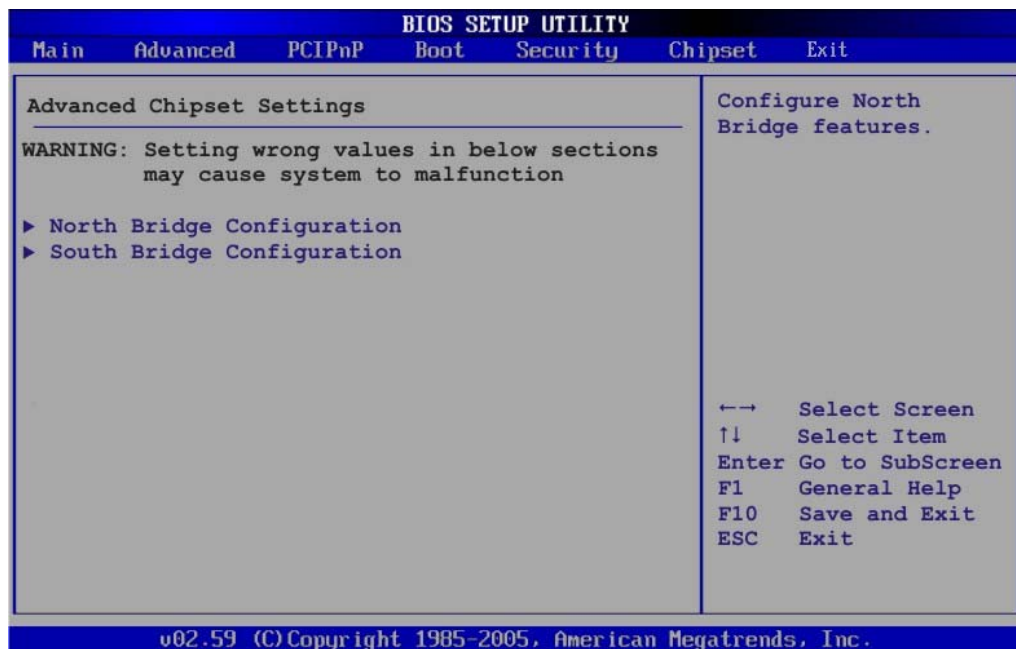 BIOS SETUP UTILITY
Main Advanced PCIPnP Boot Security Chipset Exit
Advanced Chipset Settings
WARNING: Setting wrong values in below sections
may cause system to malfunction
▶ North Bridge Configuration
▶ South Bridge Configuration
Configure North
Bridge features.
←→ Select Screen
↑↓ Select Item
Enter Go to SubScreen
F1 General Help
F10 Save and Exit
ESC Exit
v02.59 (C)Copyright 1985-2005, American Megatrends, Inc.